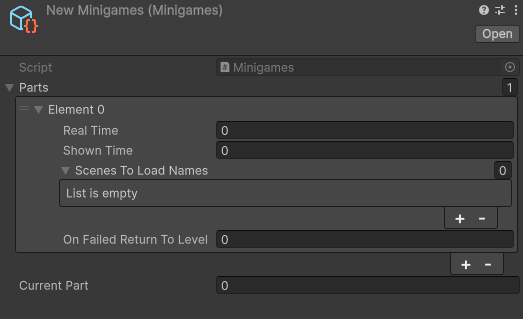 New Minigames (Minigames)
Open
Script Minigames
Parts 1
Element 0
Real Time 0
Shown Time 0
Scenes To Load Names 0
List is empty
+ -
On Failed Return To Level 0
+ -
Current Part 0